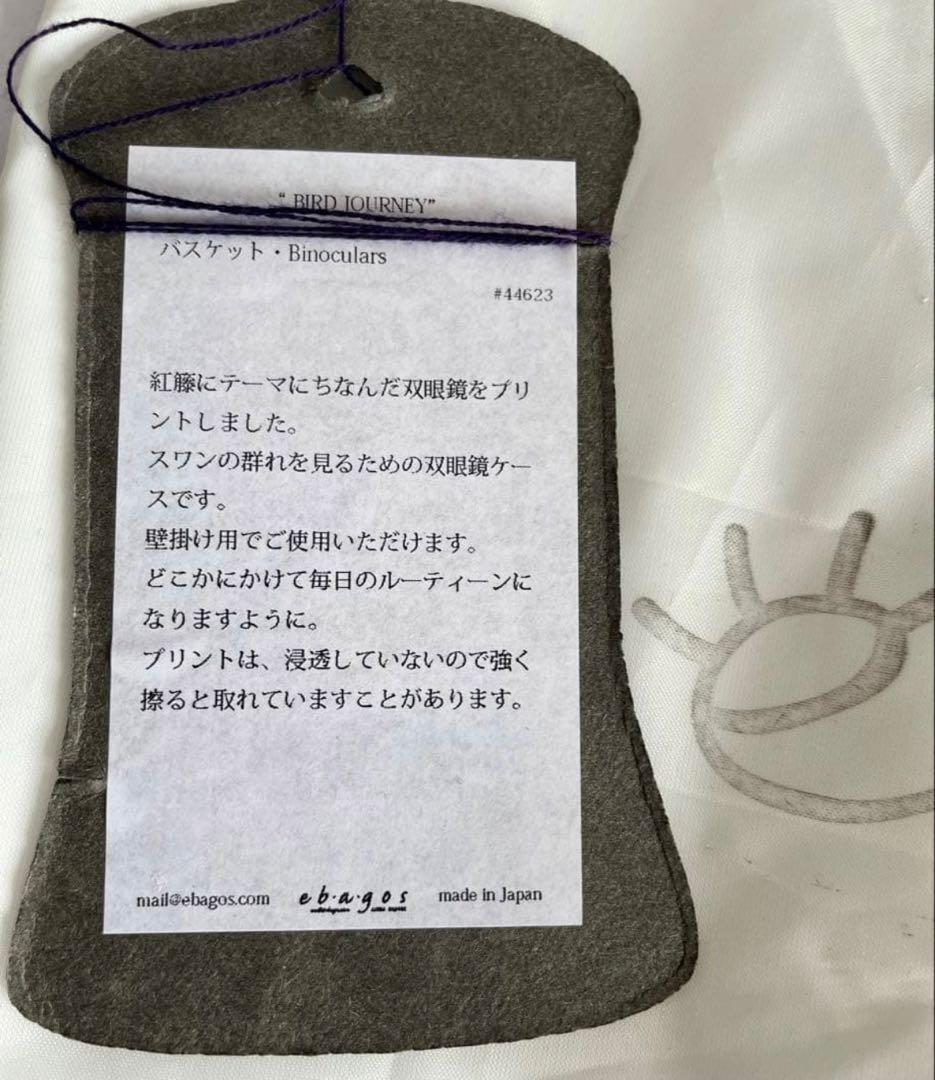 “ BIRD JOURNEY”
バスケット・Binoculars
#44623
紅籐にテーマにちなんだ双眼鏡をプリ
ントしました。
スワンの群れを見るための双眼鏡ケー
スです。
壁掛け用でご使用いただけます。
どこかにかけて毎日のルーティーンに
なりますように。
プリントは、浸透していないので強く
擦ると取れていますことがあります。
mail@ebagos.com e・b・a・g・o・s made in Japan